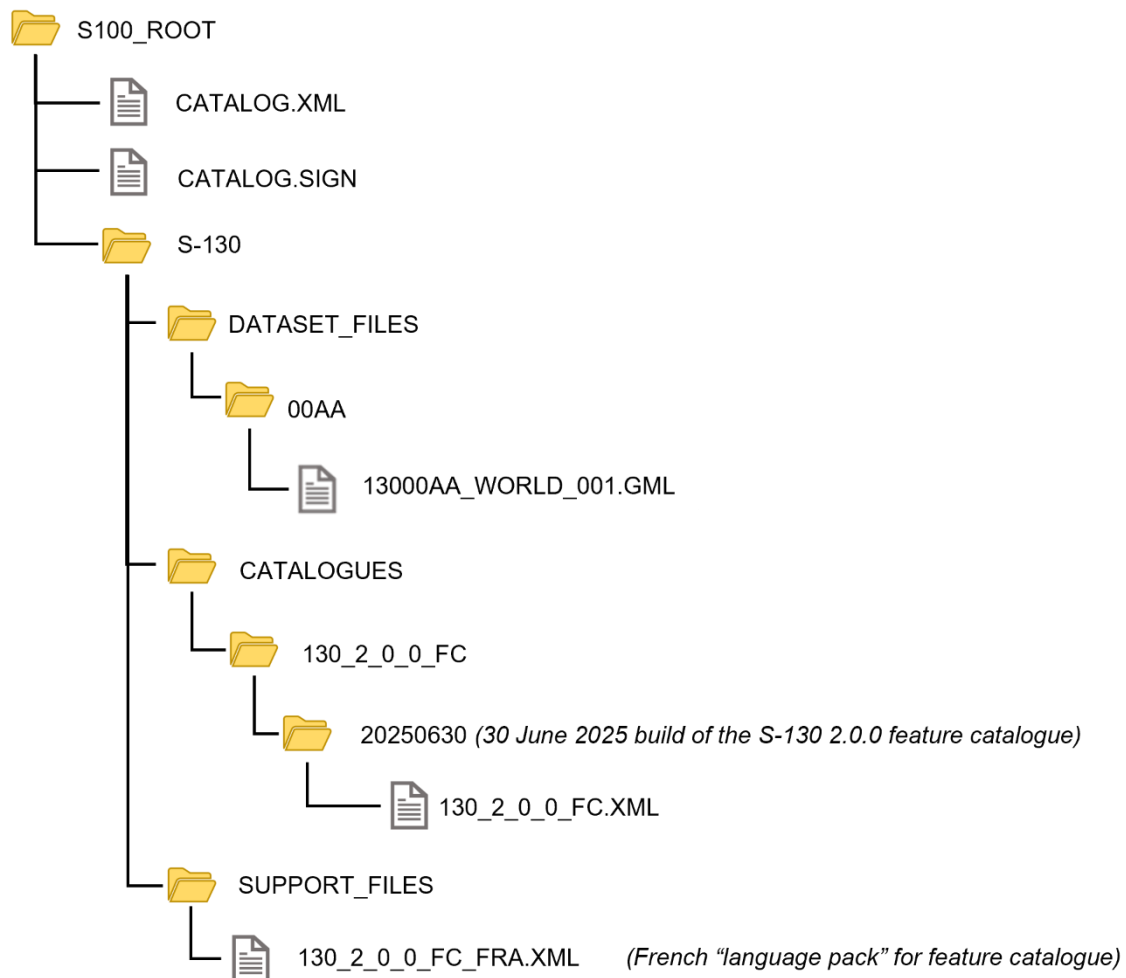 S100_ROOT
CATALOG.XML
CATALOG.SIGN
S-130
DATASET_FILES
00AA
13000AA_WORLD_001.GML
CATALOGUES
130_2_0_0_FC
20250630 (30 June 2025 build of the S-130 2.0.0 feature catalogue)
130_2_0_0_FC.XML
SUPPORT_FILES
130_2_0_0_FC_FRA.XML (French “language pack” for feature catalogue)